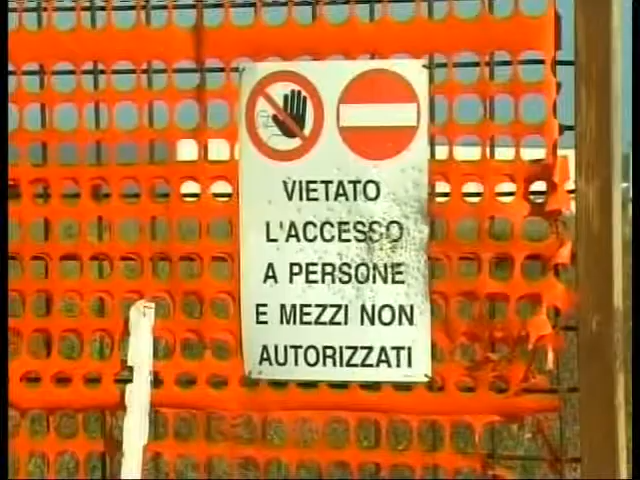 VIETATO
L'ACCESSO
A PERSONE
E MEZZI NON
AUTORIZZATI